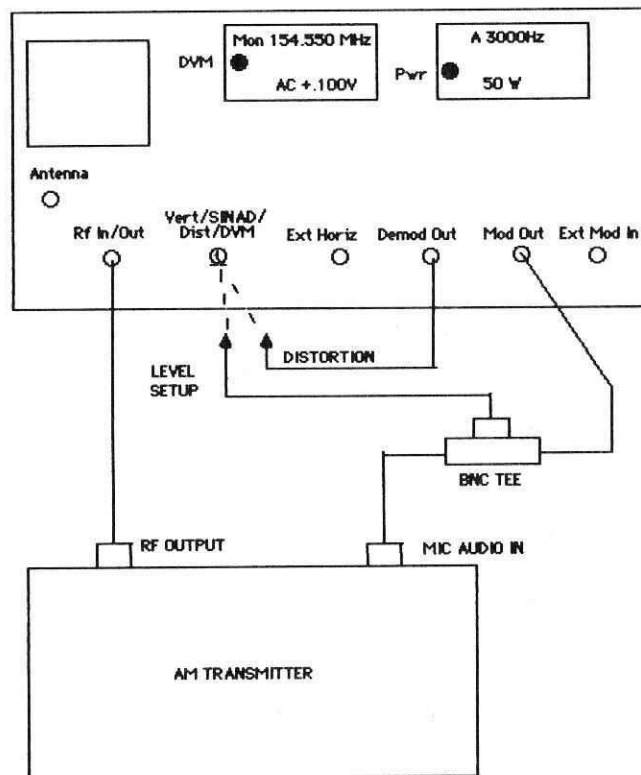 Mon 154.550 MHz
A 3000Hz
DVM
Pwr
AC +.100V
50 W
Antenna
Rf In/Out
Vert/SINAD/
Dist/DVM
Ext Horiz
Demod Out
Mod Out
Ext Mod In
DISTORTION
LEVEL
SETUP
BNC TEE
RF OUTPUT
MIC AUDIO IN
AM TRANSMITTER